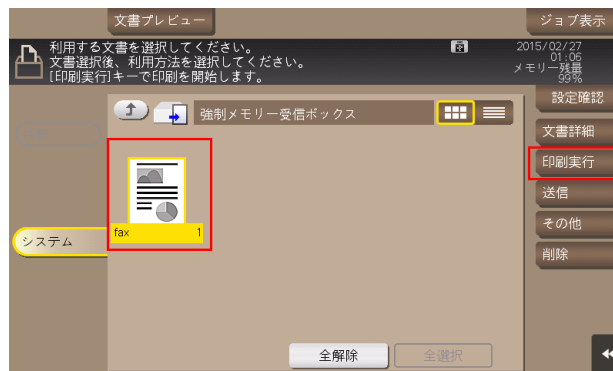 文書プレビュー
ジョブ表示
利用する文書を選択してください。
文書選択後、利用方法を選択してください。
[印刷実行]キーで印刷を開始します。
2015/02/27
01:06
メモリー残量
99%
強制メモリー受信ボックス
設定確認
文書詳細
印刷実行
送信
その他
削除
fax 1
システム
全解除
全選択